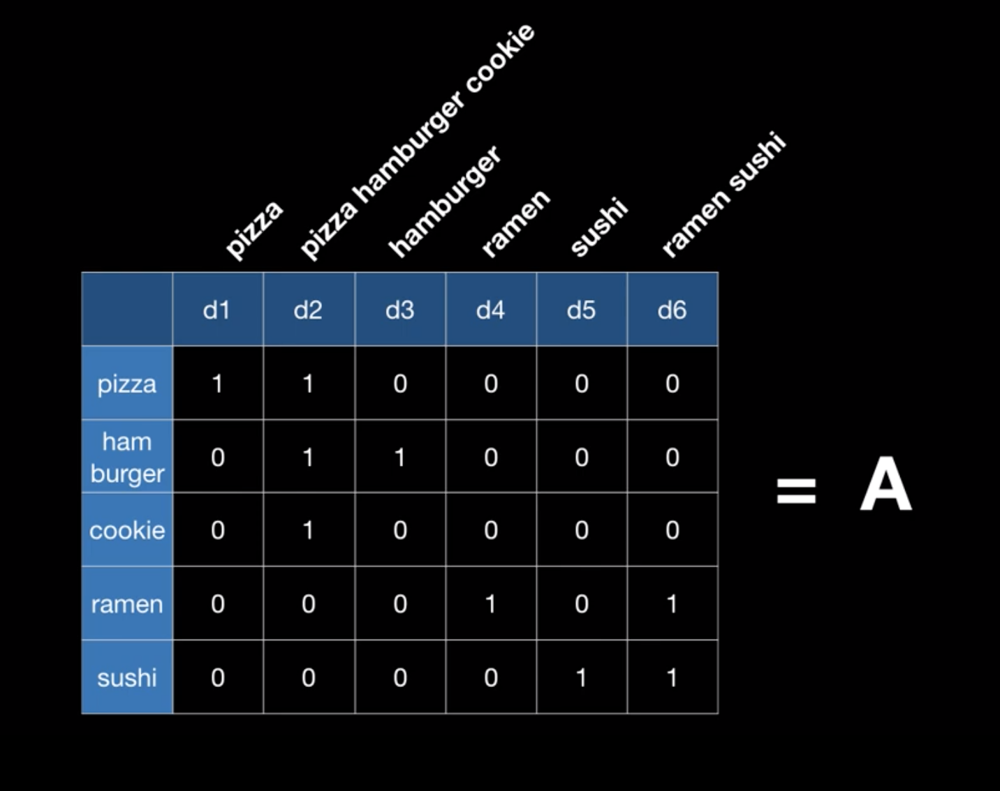 pizza
pizza hamburger cookie
hamburger
ramen
sushi
ramen sushi
d1 d2 d3 d4 d5 d6
pizza 1 1 0 0 0 0
ham
burger 0 1 1 0 0 0
cookie 0 1 0 0 0 0
ramen 0 0 0 1 0 1
sushi 0 0 0 0 1 1
= A